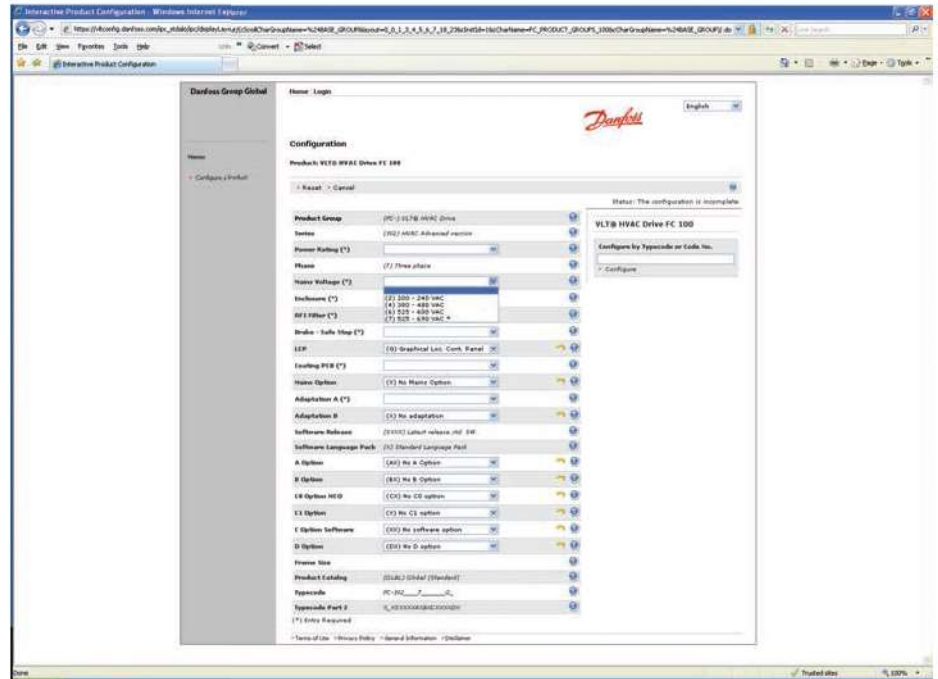 Interactive Product Configuration - Windows Internet Explorer
File Edit View Favorites Tools Help
Convert Select
Interactive Product Configuration
Page Tools
Danfoss Group Global
Home Login
English
Danfoss
Configuration
Home
Product: VLT® HVAC Drive FC 100
Configure a Product
Reset Cancel
Status: The configuration is incomplete
Product Group (FC-) VLT® HVAC Drive
VLT® HVAC Drive FC 100
Series (102) HVAC Advanced version
Power Rating (*)
Configure by Typecode or Code No.
Phase (T) Three phase
Configure
Mains Voltage (*)
Enclosure (*)
(2) 200 - 240 VAC
(4) 380 - 480 VAC
RFI Filter (*)
(6) 525 - 600 VAC
(7) 525 - 690 VAC *
Brake - Safe Stop (*)
LCP (G) Graphical Loc. Cont. Panel
Coating PCB (*)
Mains Option (X) No Mains Option
Adaptation A (*)
Adaptation B (X) No adaptation
Software Release (SXXX) Latest release std. SW.
Software Language Pack (X) Standard Language Pack
A Option (AX) No A Option
B Option (BX) No B Option
C0 Option MCO (CX) No C0 option
C1 Option (X) No C1 option
C Option Software (XX) No software option
D Option (DX) No D option
Frame Size
Product Catalog (GLBL) Global (Standard)
Typecode
Typecode Part 2
(*) Entry Required
Terms of Use Privacy Policy General Information Disclaimer
Done
Trusted sites
100%